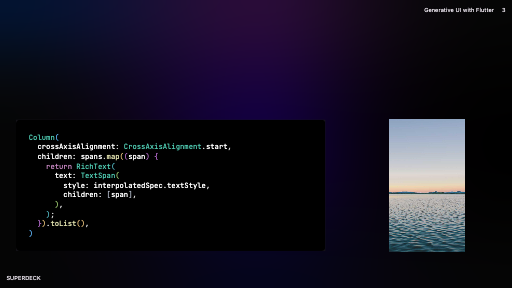 Generative UI with Flutter 3
Column(
crossAxisAlignment: CrossAxisAlignment.start,
children: spans.map((span) {
return RichText(
text: TextSpan(
style: interpolatedSpec.textStyle,
children: [span],
),
);
}).toList(),
)
SUPERDECK